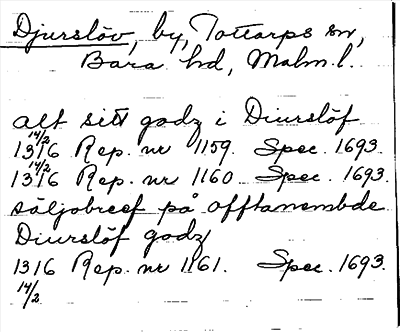 Djurslöv, by, Tottarps sn,
Bara hd, Malm. l.
alt sitt godz i Diurslöf
1316 14/2 Rep. nr 1159. Spec. 1693.
1316 14/2 Rep. nr 1160. Spec. 1693.
säljobreef på offtanembde
Diurslöf godz
1316 Rep. nr 1161. Spec. 1693.
14/2